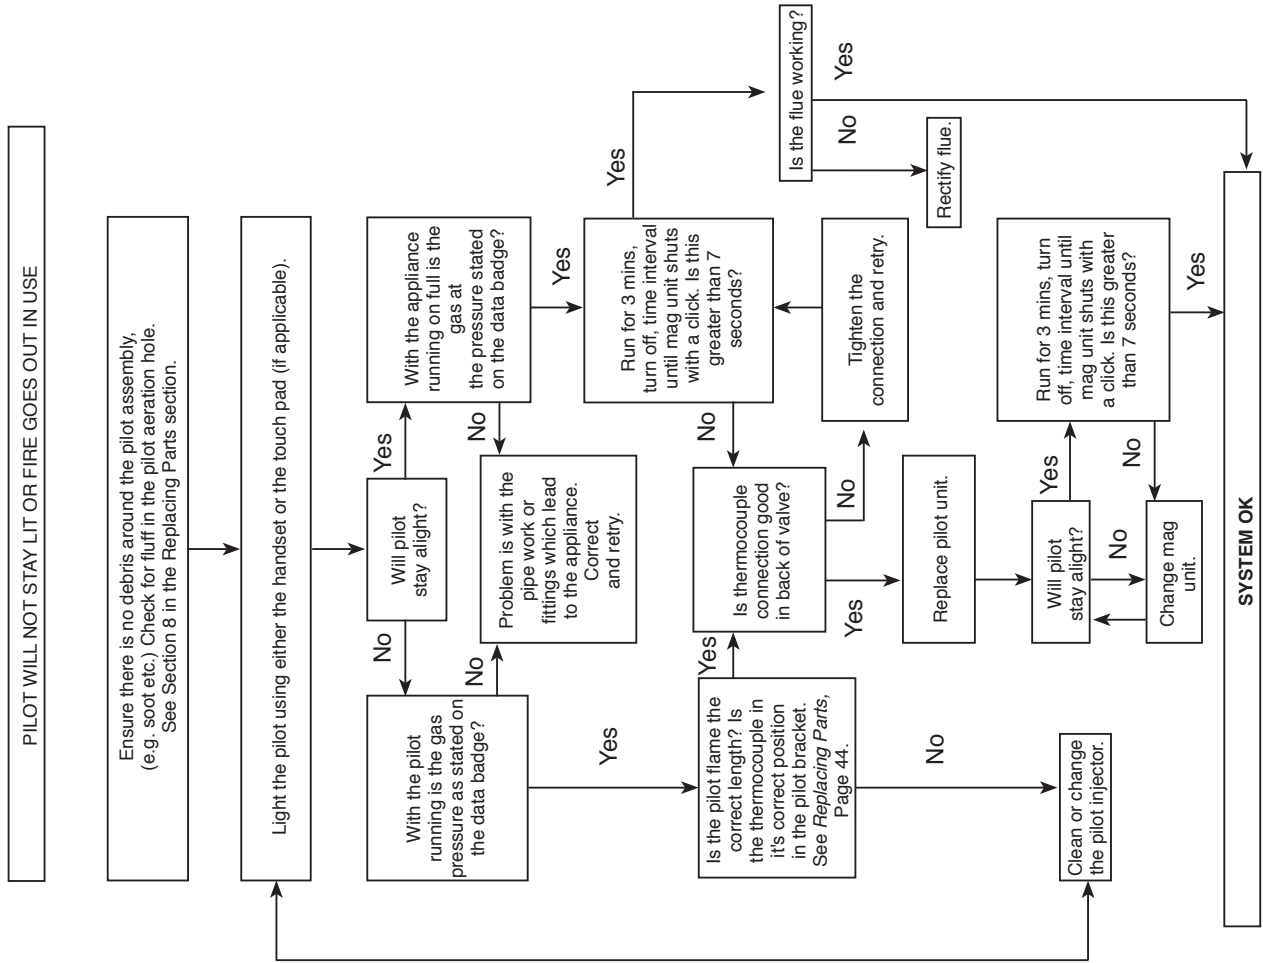 PILOT WILL NOT STAY LIT OR FIRE GOES OUT IN USE
Ensure there is no debris around the pilot assembly,
(e.g. soot etc.) Check for fluff in the pilot aeration hole.
See Section 8 in the Replacing Parts section.
Light the pilot using either the handset or the touch pad (if applicable).
Will pilot
stay alight?
No
Yes
With the pilot
running is the gas
pressure as stated on
the data badge?
With the appliance
running on full is the
gas at
the pressure stated
on the data badge?
No
No
Problem is with the
pipe work or
fittings which lead
to the appliance.
Correct
and retry.
Yes
Yes
Run for 3 mins,
turn off, time interval
until mag unit shuts
with a click. Is this
greater than 7
seconds?
Yes
Is the pilot flame the
correct length? Is
the thermocouple in
it's correct position
in the pilot bracket.
See Replacing Parts,
Page 44.
Yes
No
Is thermocouple
connection good
in back of valve?
Tighten the
connection and retry.
Is the flue working?
Yes
No
No
Yes
No
Replace pilot unit.
Rectify flue.
Clean or change
the pilot injector.
Will pilot
stay alight?
Yes
Run for 3 mins, turn
off, time interval until
mag unit shuts with
a click. Is this greater
than 7 seconds?
No
No
Change mag
unit.
Yes
SYSTEM OK